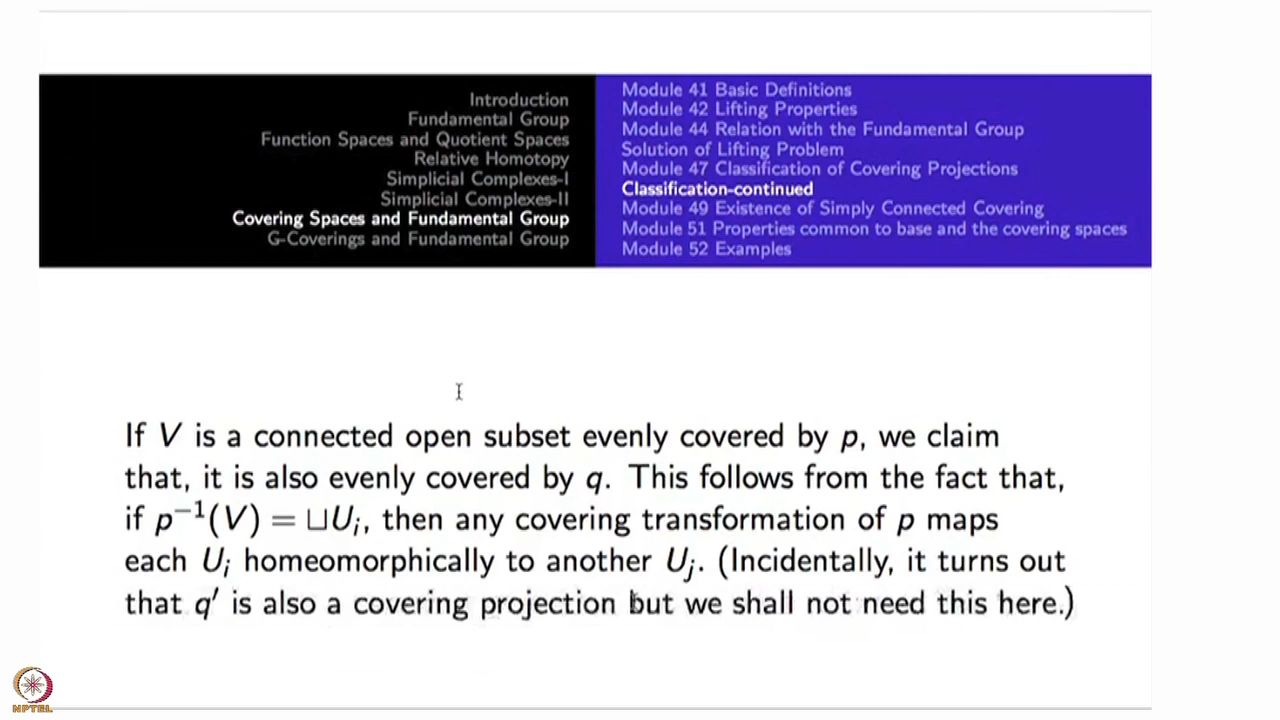 Introduction
Fundamental Group
Function Spaces and Quotient Spaces
Relative Homotopy
Simplicial Complexes-I
Simplicial Complexes-II
Covering Spaces and Fundamental Group
G-Coverings and Fundamental Group
Module 41 Basic Definitions
Module 42 Lifting Properties
Module 44 Relation with the Fundamental Group
Solution of Lifting Problem
Module 47 Classification of Covering Projections
Classification-continued
Module 49 Existence of Simply Connected Covering
Module 51 Properties common to base and the covering spaces
Module 52 Examples
If V is a connected open subset evenly covered by p, we claim
that, it is also evenly covered by q. This follows from the fact that,
if p⁻¹(V) = ⊔Uᵢ, then any covering transformation of p maps
each Uᵢ homeomorphically to another Uⱼ. (Incidentally, it turns out
that q′ is also a covering projection but we shall not need this here.)
NPTEL